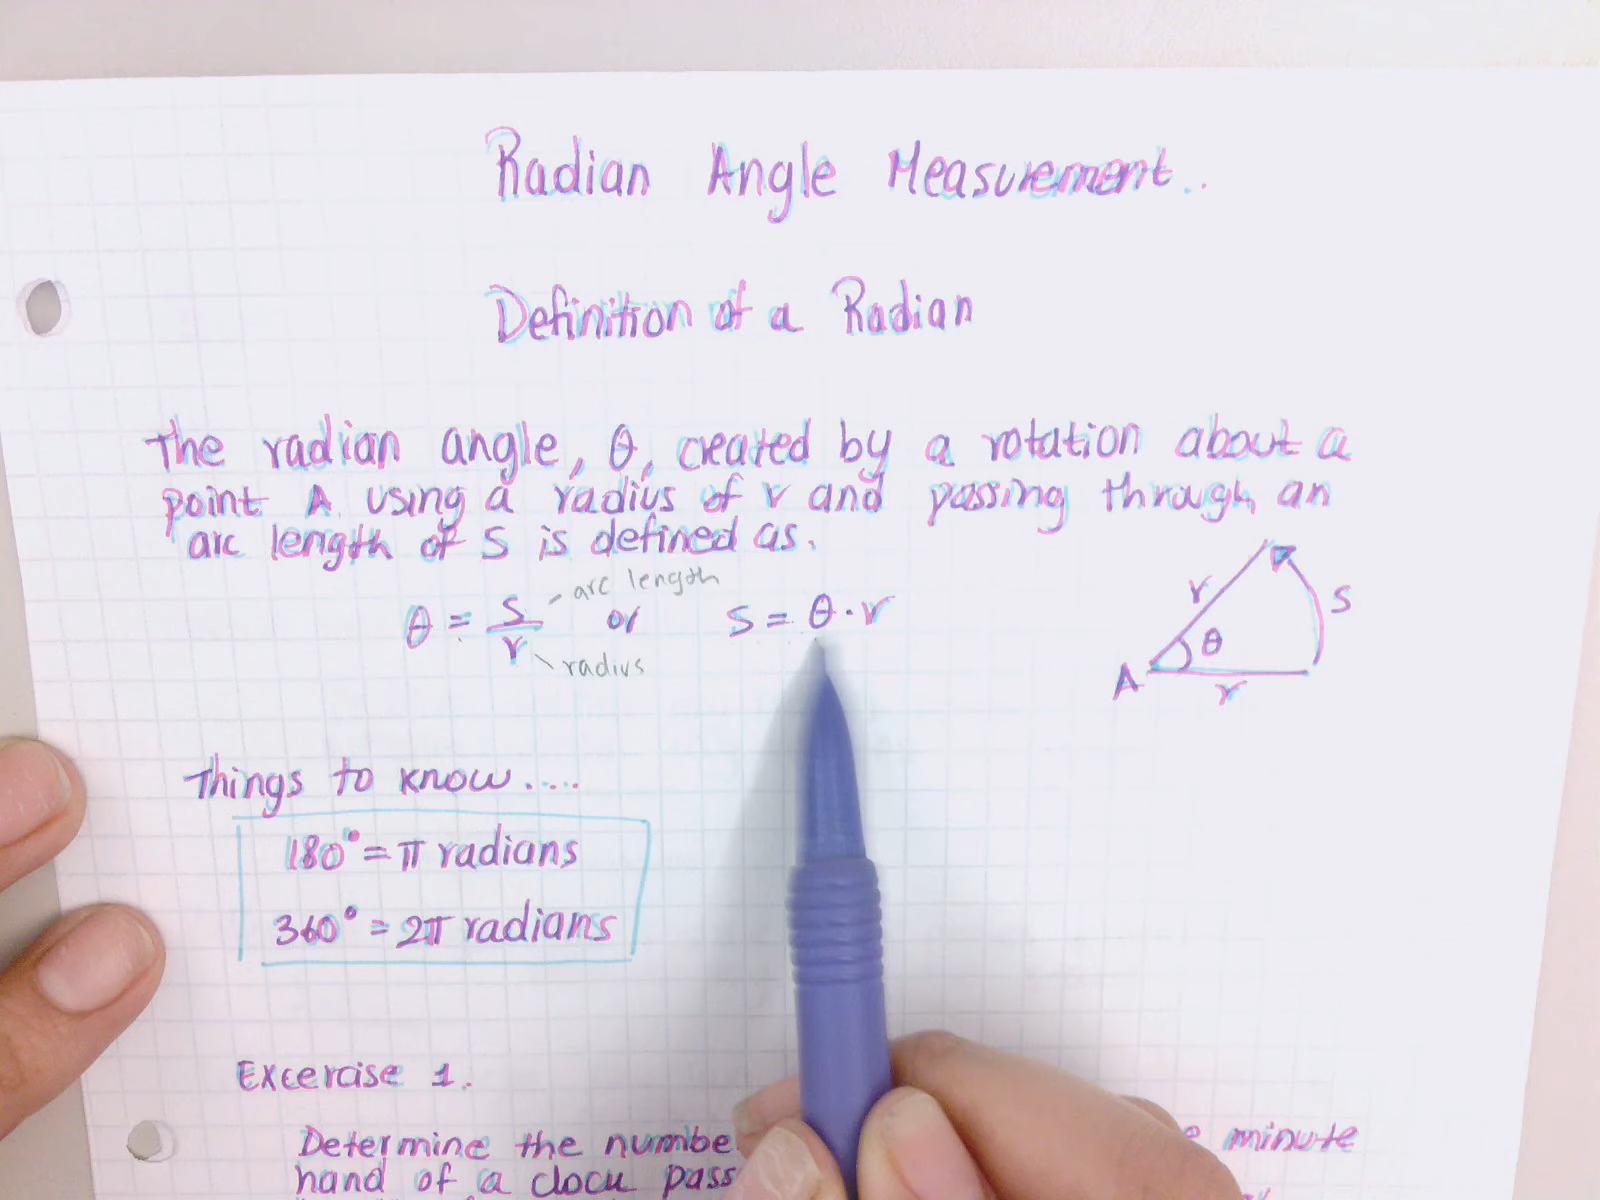 Radian Angle Measurement..
Definition of a Radian
The radian angle, θ, created by a rotation about a
point A using a radius of r and passing through an
arc length of S is defined as.
θ = S/r or S = θ · r
arc length
radius
r
S
θ
A
r
Things to know.....
180° = π radians
360° = 2π radians
Excercise 1.
Determine the minute
hand of a clocu